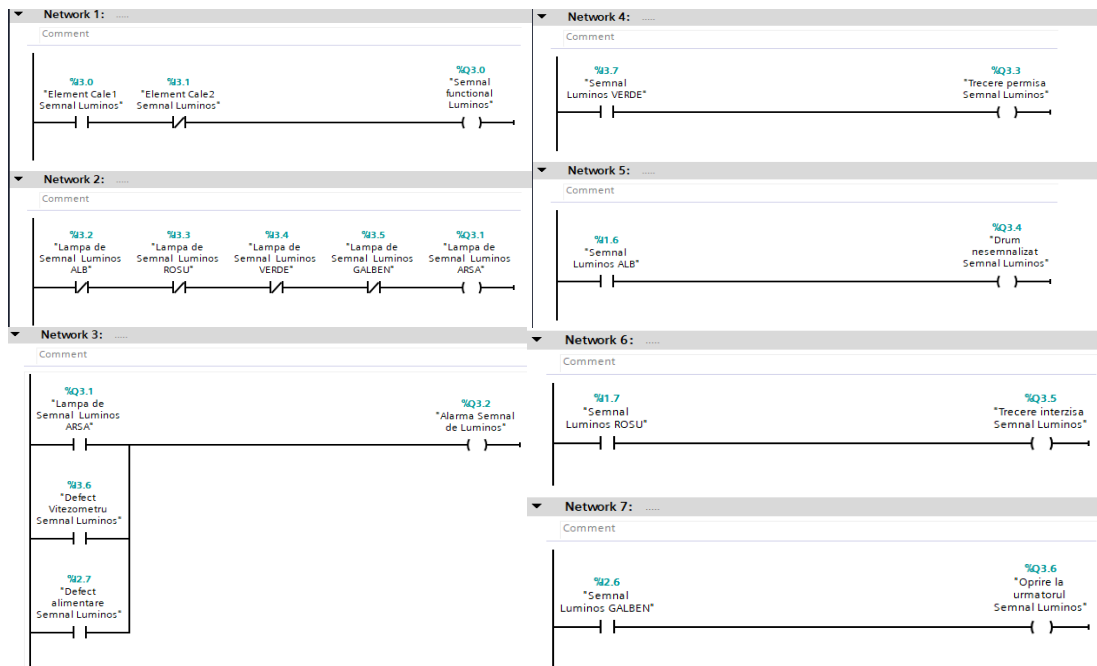 Network 1: .....
Comment
%I3.0
"Element Cale1
Semnal Luminos"
%I3.1
"Element Cale2
Semnal Luminos"
%Q3.0
"Semnal
functional
Luminos"
Network 2: .....
Comment
%I3.2
"Lampa de
Semnal Luminos
ALB"
%I3.3
"Lampa de
Semnal Luminos
ROSU"
%I3.4
"Lampa de
Semnal Luminos
VERDE"
%I3.5
"Lampa de
Semnal Luminos
GALBEN"
%Q3.1
"Lampa de
Semnal Luminos
ARSA"
Network 3: .....
Comment
%Q3.1
"Lampa de
Semnal Luminos
ARSA"
%Q3.2
"Alarma Semnal
de Luminos"
%I3.6
"Defect
Vitezometru
Semnal Luminos"
%I2.7
"Defect
alimentare
Semnal Luminos"
Network 4: .....
Comment
%I3.7
"Semnal
Luminos VERDE"
%Q3.3
"Trecere permisa
Semnal Luminos"
Network 5: .....
Comment
%I1.6
"Semnal
Luminos ALB"
%Q3.4
"Drum
nesemnalizat
Semnal Luminos"
Network 6: .....
Comment
%I1.7
"Semnal
Luminos ROSU"
%Q3.5
"Trecere interzisa
Semnal Luminos"
Network 7: .....
Comment
%I2.6
"Semnal
Luminos GALBEN"
%Q3.6
"Oprire la
urmatorul
Semnal Luminos"